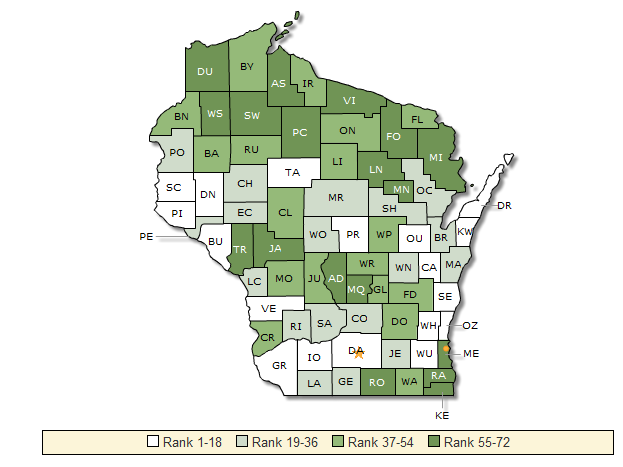 BY
DU
AS
IR
VI
BN
WS
SW
PC
FL
ON
FO
MI
PO
BA
RU
LI
LN
TA
SC
DN
CH
MN
OC
MR
PI
EC
CL
SH
DR
PE
BU
TR
JA
WO
PR
WP
OU
BR
KW
LC
MO
JU
AD
WR
WN
CA
MA
MQ
GL
FD
SE
VE
CR
RI
SA
CO
DO
WH
OZ
GR
IO
DA
JE
WU
ME
LA
GE
RO
WA
RA
KE
Rank 1-18 Rank 19-36 Rank 37-54 Rank 55-72